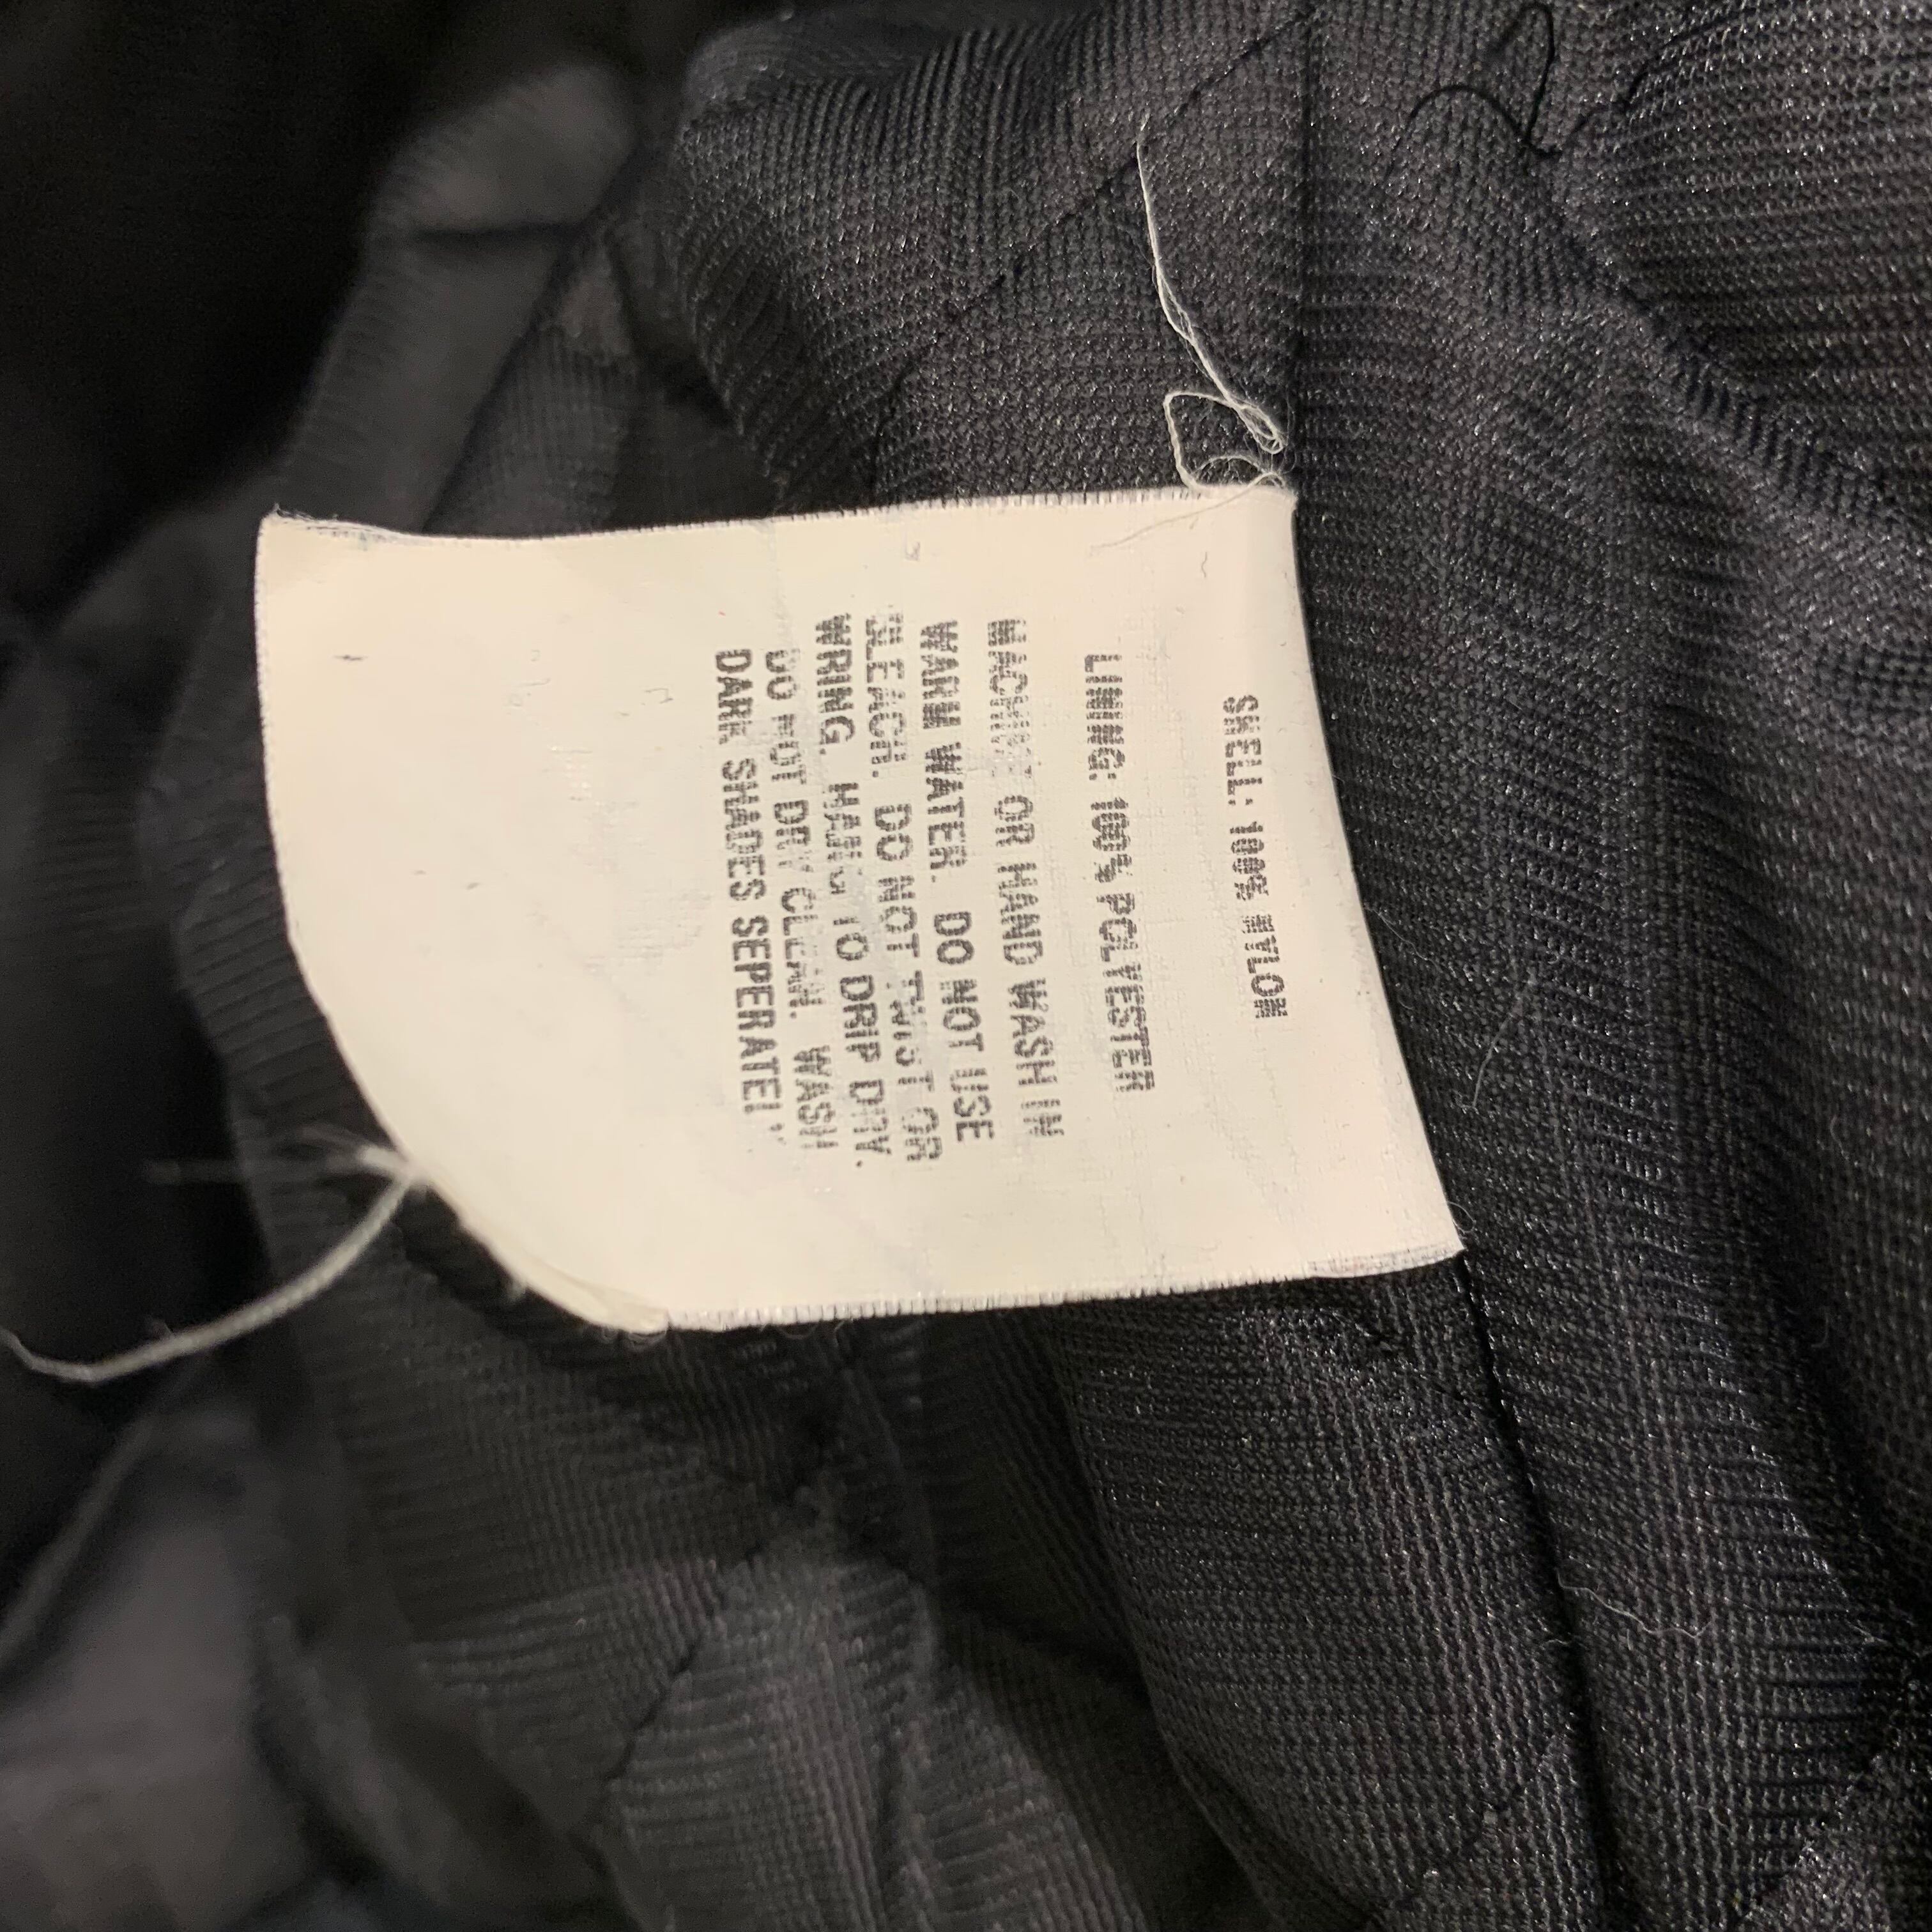 SHELL: 100% NYLON
LINING: 100% POLYESTER
MACHINE OR HAND WASH IN
WARM WATER. DO NOT USE
BLEACH. DO NOT TWIST OR
WRING. HANG TO DRIP DRY.
DO NOT DRY CLEAN. WASH
DARK SHADES SEPERATELY